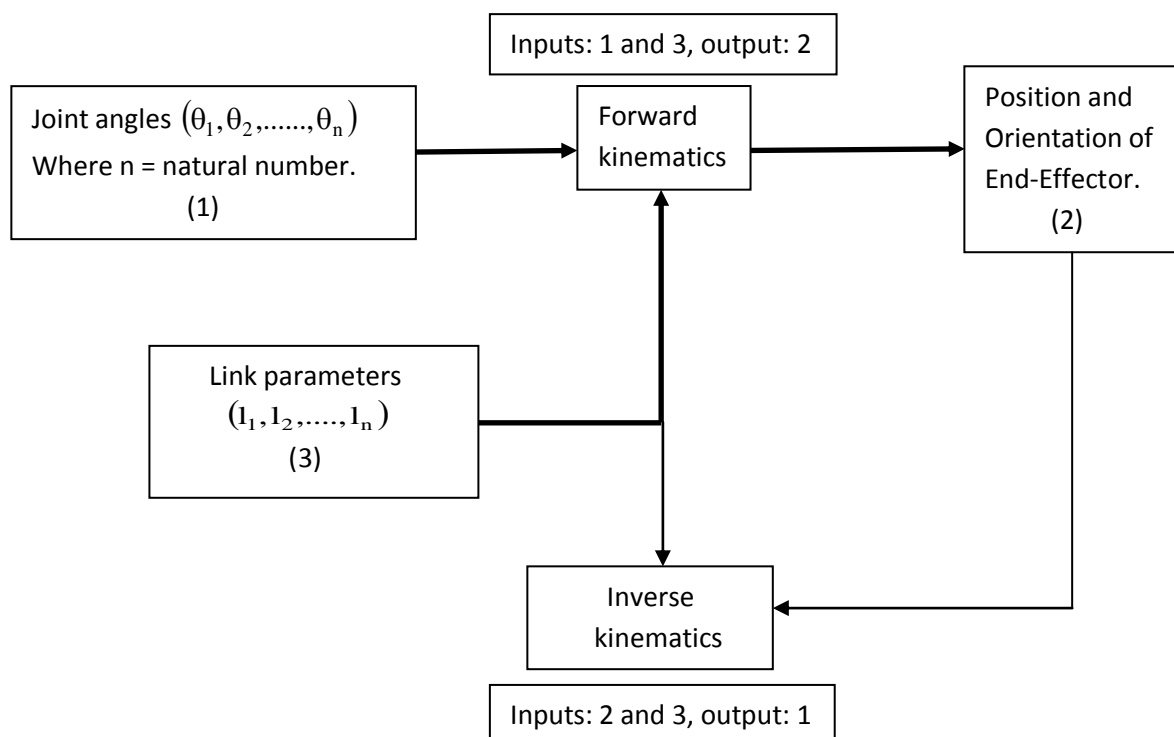 Inputs: 1 and 3, output: 2
Joint angles (θ₁,θ₂,......,θₙ)
Where n = natural number.
(1)
Forward
kinematics
Position and
Orientation of
End-Effector.
(2)
Link parameters
(l₁,l₂,....,lₙ)
(3)
Inverse
kinematics
Inputs: 2 and 3, output: 1